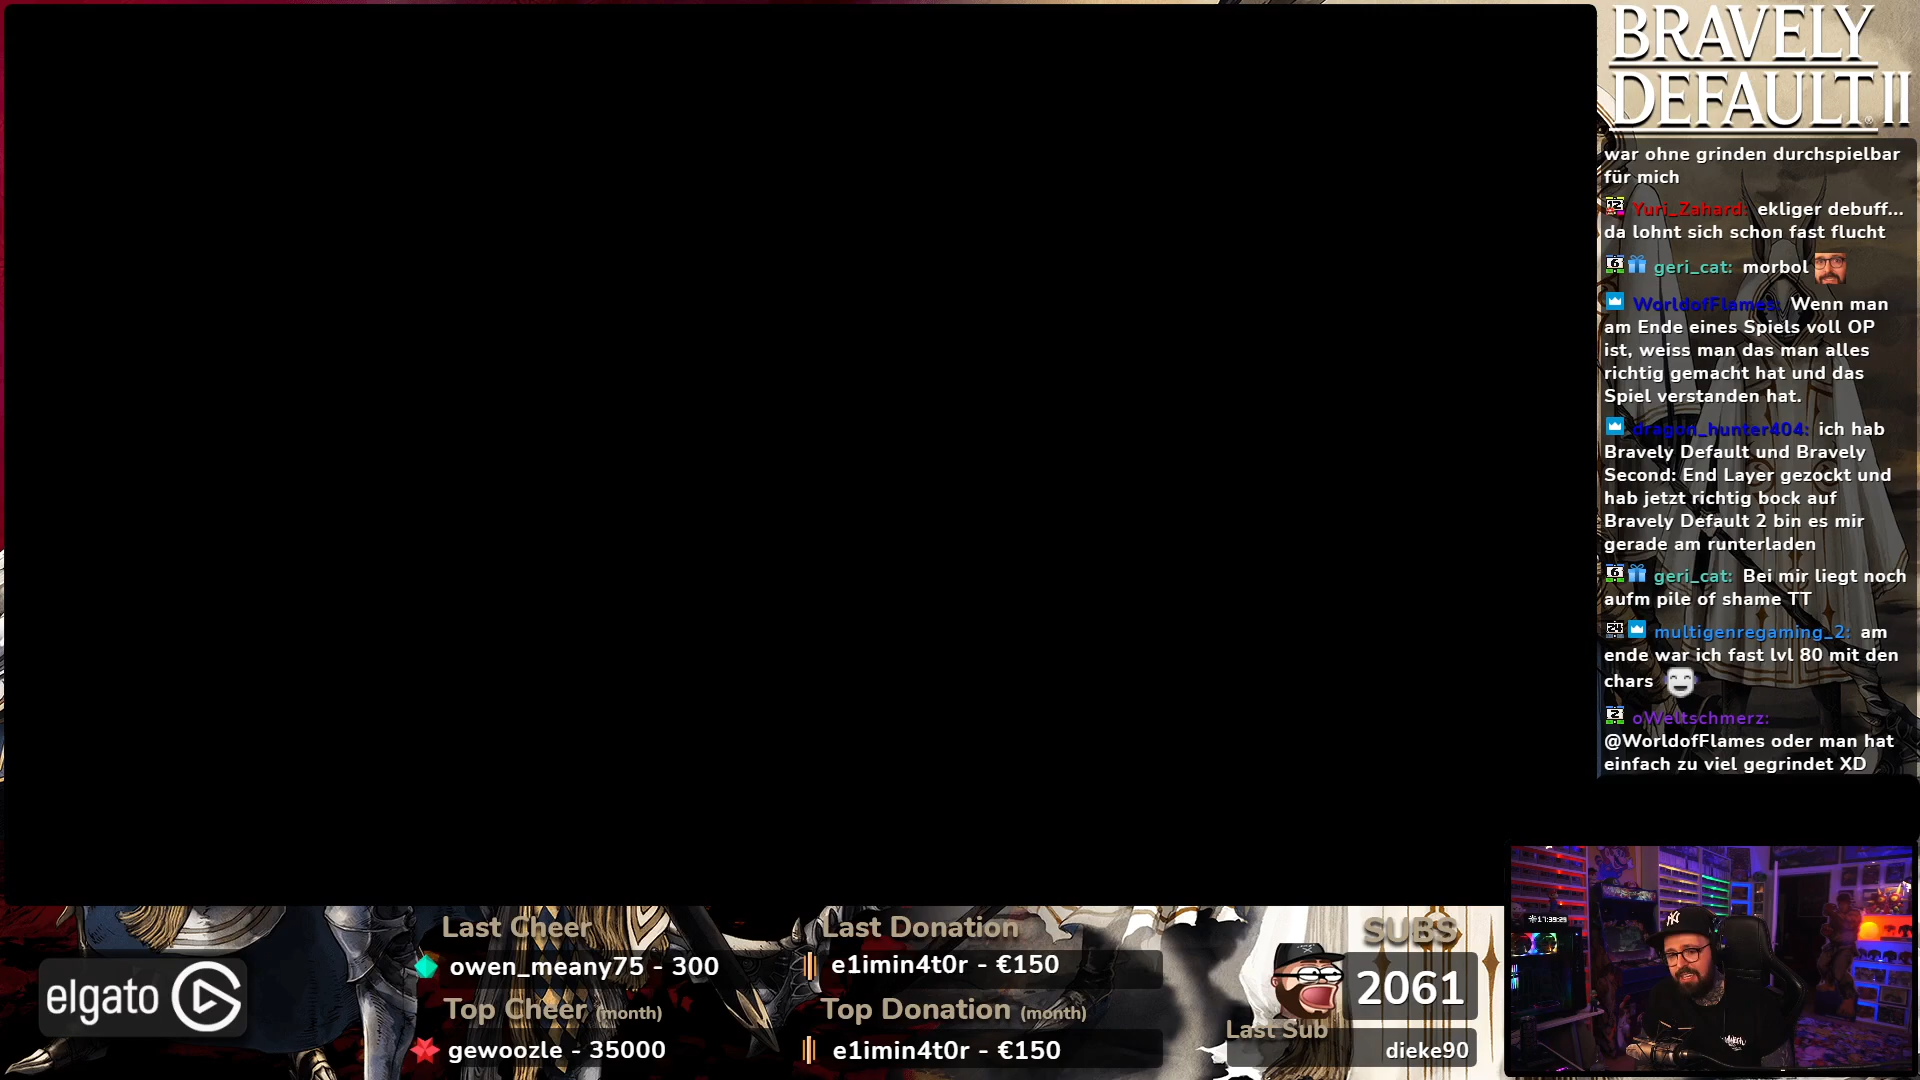 BRAVELY
DEFAULT II
war ohne grinden durchspielbar
für mich
12 Yuri_Zahard: ekliger debuff...
da lohnt sich schon fast flucht
6 geri_cat: morbol
WorldofFlames: Wenn man
am Ende eines Spiels voll OP
ist, weiss man das man alles
richtig gemacht hat und das
Spiel verstanden hat.
dragon_hunter404: ich hab
Bravely Default und Bravely
Second: End Layer gezockt und
hab jetzt richtig bock auf
Bravely Default 2 bin es mir
gerade am runterladen
6 geri_cat: Bei mir liegt noch
aufm pile of shame TT
24 multigenregaming_2: am
ende war ich fast lvl 80 mit den
chars
2 oWeltschmerz:
@WorldofFlames oder man hat
einfach zu viel gegrindet XD
elgato
Last Cheer
owen_meany75 - 300
Top Cheer (month)
gewoozle - 35000
Last Donation
e1imin4t0r - €150
Top Donation (month)
e1imin4t0r - €150
SUBS
2061
Last Sub
dieke90